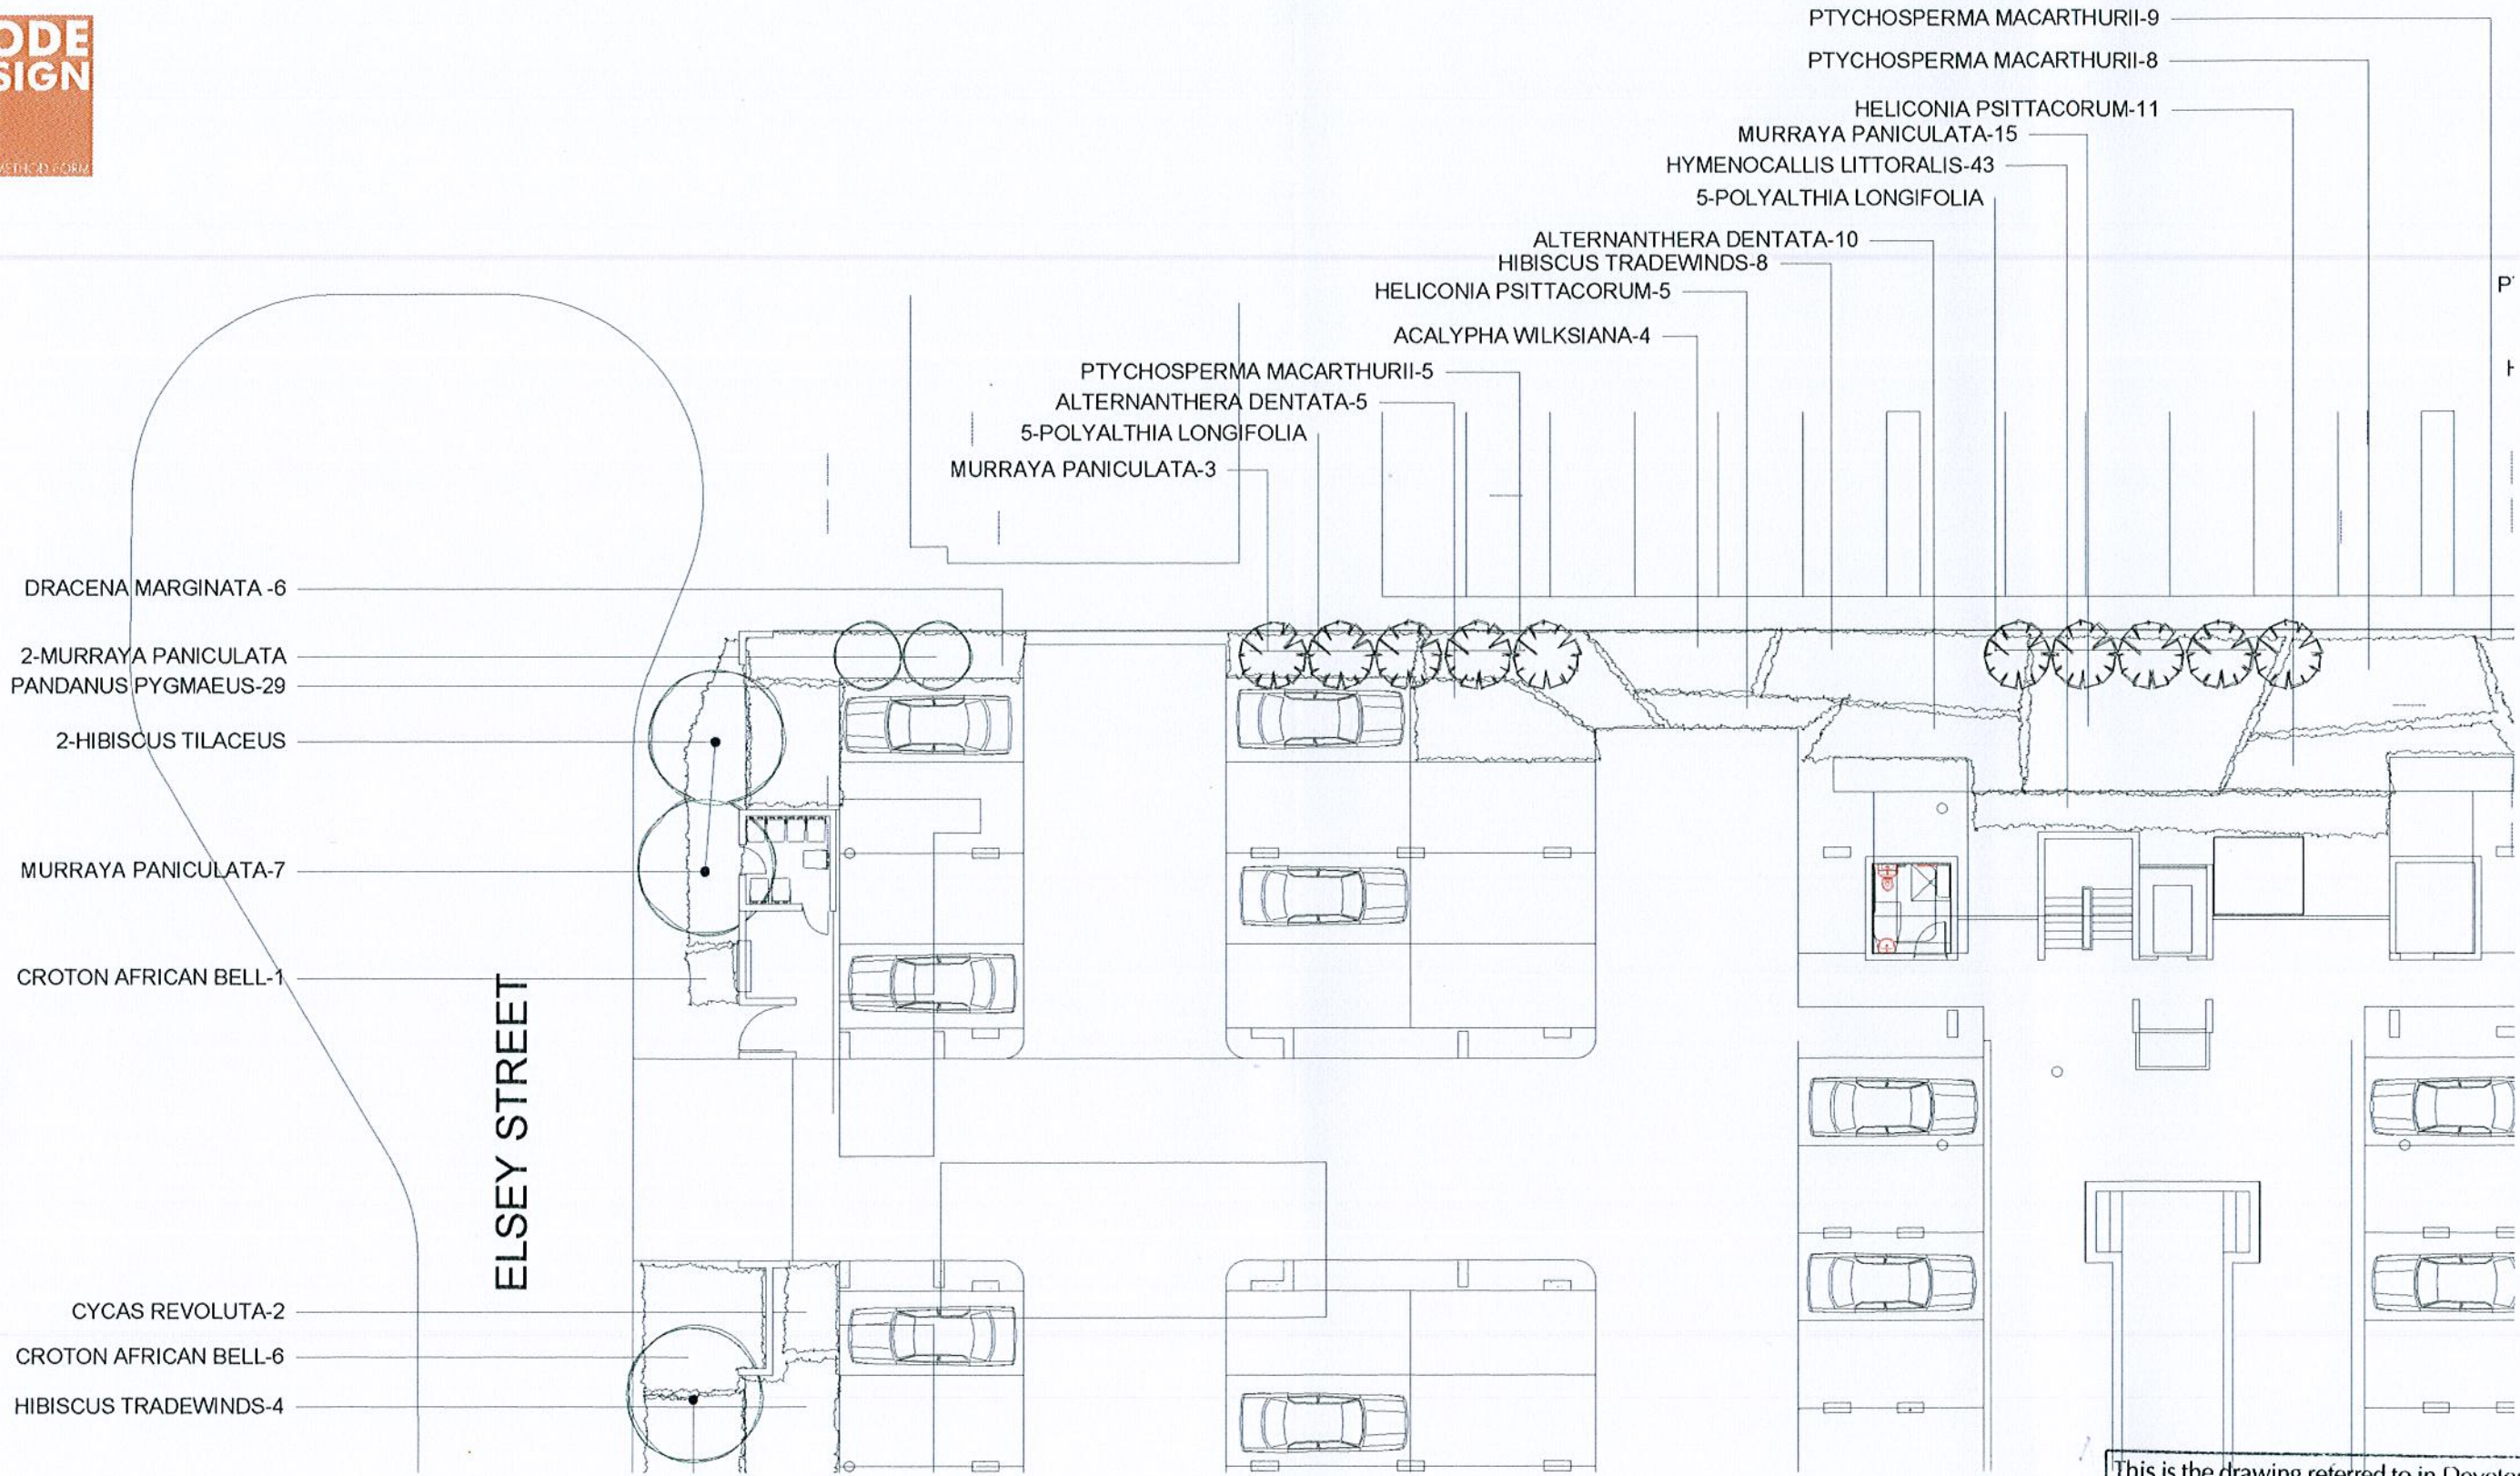 ODE
SIGN
METHOD FORM
PTYCHOSPERMA MACARTHURII-9
PTYCHOSPERMA MACARTHURII-8
HELICONIA PSITTACORUM-11
MURRAYA PANICULATA-15
HYMENOCALLIS LITTORALIS-43
5-POLYALTHIA LONGIFOLIA
ALTERNANTHERA DENTATA-10
HIBISCUS TRADEWINDS-8
HELICONIA PSITTACORUM-5
ACALYPHA WILKSIANA-4
PTYCHOSPERMA MACARTHURII-5
ALTERNANTHERA DENTATA-5
5-POLYALTHIA LONGIFOLIA
MURRAYA PANICULATA-3
DRACENA MARGINATA -6
2-MURRAYA PANICULATA
PANDANUS PYGMAEUS-29
2-HIBISCUS TILACEUS
MURRAYA PANICULATA-7
CROTON AFRICAN BELL-1
ELSEY STREET
CYCAS REVOLUTA-2
CROTON AFRICAN BELL-6
HIBISCUS TRADEWINDS-4
This is the drawing referred to in